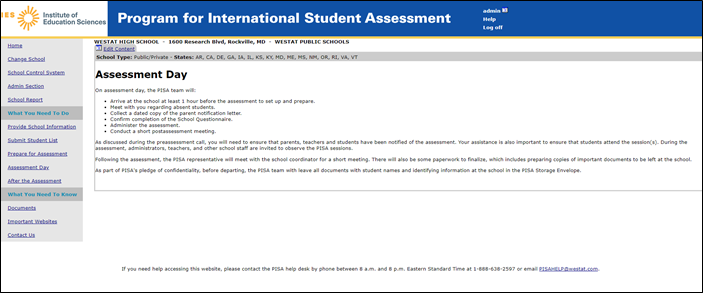 IES Institute of
Education Sciences
Program for International Student Assessment
admin
Help
Log off
Home
Change School
School Control System
Admin Section
School Report
What You Need To Do
Provide School Information
Submit Student List
Prepare for Assessment
Assessment Day
After the Assessment
What You Need To Know
Documents
Important Websites
Contact Us
WESTAT HIGH SCHOOL - 1600 Research Blvd, Rockville, MD - WESTAT PUBLIC SCHOOLS
Edit Content
School Type: Public/Private - States: AR, CA, DE, GA, IA, IL, KS, KY, MD, ME, MS, NM, OR, RI, VA, VT
Assessment Day
On assessment day, the PISA team will:
• Arrive at the school at least 1 hour before the assessment to set up and prepare.
• Meet with you regarding absent students.
• Collect a dated copy of the parent notification letter.
• Confirm completion of the School Questionnaire.
• Administer the assessment.
• Conduct a short postassessment meeting.
As discussed during the preassessment call, you will need to ensure that parents, teachers and students have been notified of the assessment. Your assistance is also important to ensure that students attend the session(s). During the
assessment, administrators, teachers, and other school staff are invited to observe the PISA sessions.
Following the assessment, the PISA representative will meet with the school coordinator for a short meeting. There will also be some paperwork to finalize, which includes preparing copies of important documents to be left at the school.
As part of PISA's pledge of confidentiality, before departing, the PISA team with leave all documents with student names and identifying information at the school in the PISA Storage Envelope.
If you need help accessing this website, please contact the PISA help desk by phone between 8 a.m. and 8 p.m. Eastern Standard Time at 1-888-638-2597 or email PISAHELP@westat.com.